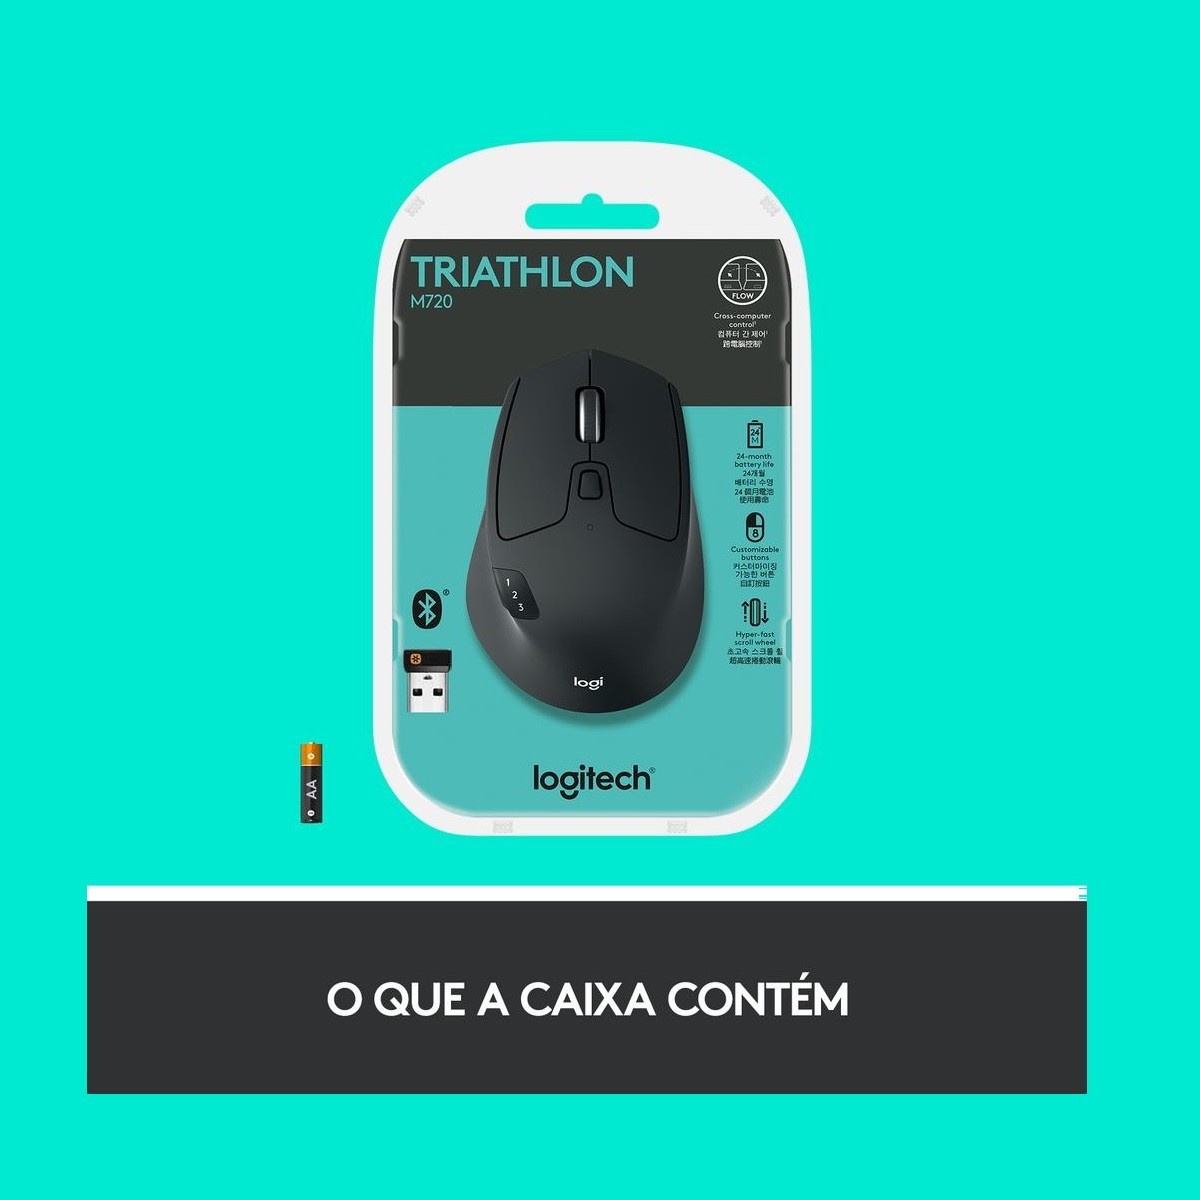 TRIATHLON
M720
FLOW
Cross-computer
control¹
컴퓨터 간 제어¹
跨電腦控制¹
24
M
24-month
battery life
24개월
배터리 수명
24 個月電池
使用壽命
8
Customizable
buttons
커스터마이징
가능한 버튼
自訂按鈕
Hyper-fast
scroll wheel
초고속 스크롤 휠
超高速捲動滾輪
1
2
3
logi
logitech®
AA
O QUE A CAIXA CONTÉM